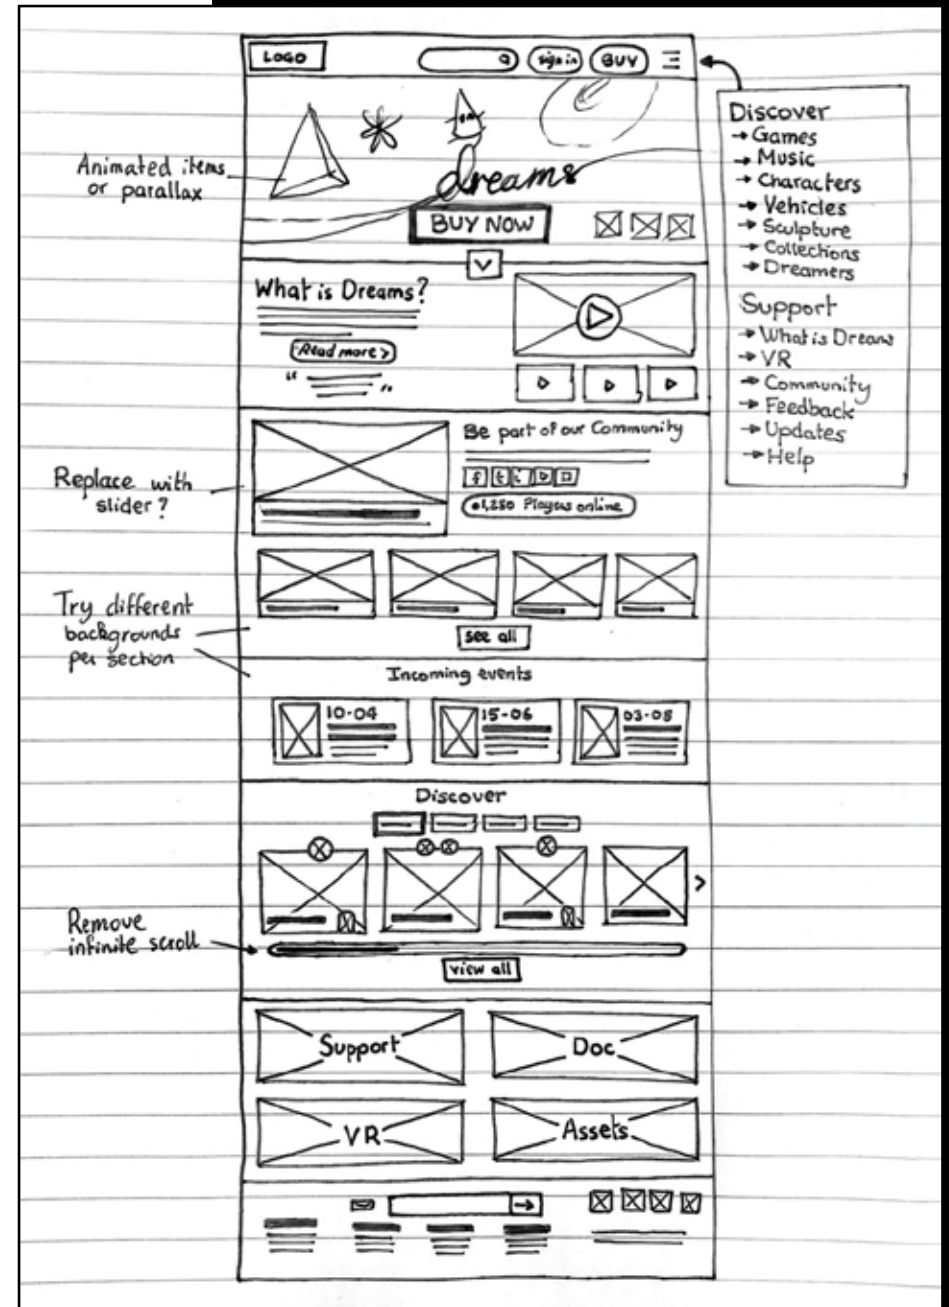 LOGO
sign in
BUY
dreams
BUY NOW
Animated items
or parallax
Discover
→ Games
→ Music
→ Characters
→ Vehicles
→ Sculpture
→ Collections
→ Dreamers
Support
→ What is Dreams
→ VR
→ Community
→ Feedback
→ Updates
→ Help
What is Dreams?
Read more >
“
”
Be part of our Community
f t i
•1,250 Players online
Replace with
slider?
see all
Try different
backgrounds
per section
Incoming events
10-04
15-06
03-08
Discover
>
Remove
infinite scroll
view all
Support
Doc
VR
Assets